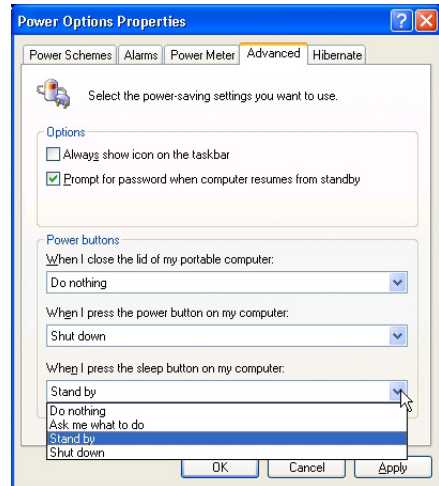 Power Options Properties
Power Schemes Alarms Power Meter Advanced Hibernate
Select the power-saving settings you want to use.
Options
Always show icon on the taskbar
Prompt for password when computer resumes from standby
Power buttons
When I close the lid of my portable computer:
Do nothing
When I press the power button on my computer:
Shut down
When I press the sleep button on my computer:
Stand by
Do nothing
Ask me what to do
Stand by
Shut down
OK Cancel Apply